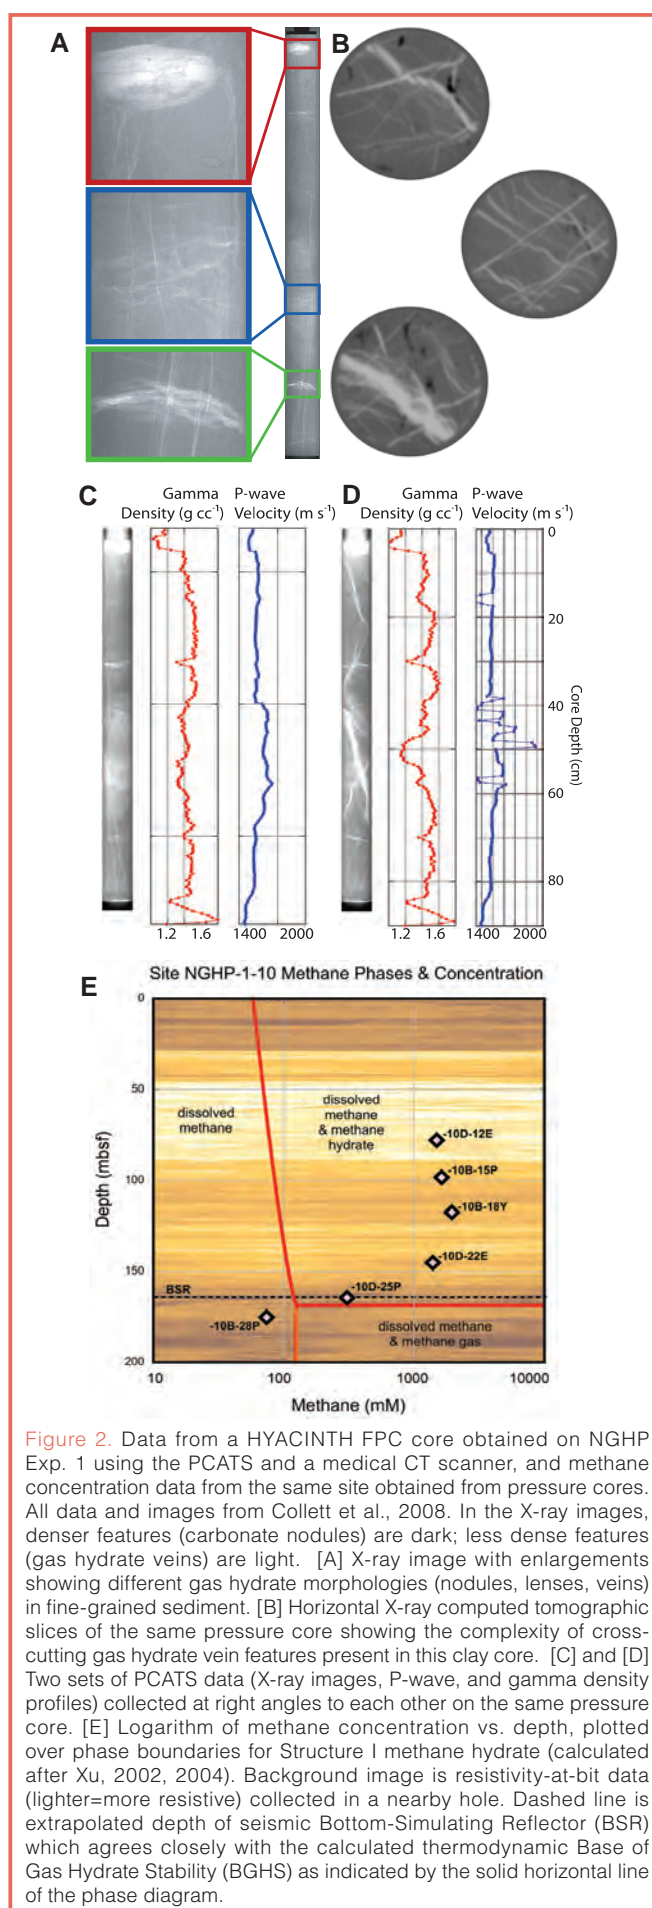 A
B
C
Gamma
Density (g cc⁻¹)
P-wave
Velocity (m s⁻¹)
D
Gamma
Density (g cc⁻¹)
P-wave
Velocity (m s⁻¹)
0
20
40
60
80
Core Depth (cm)
1.2 1.6
1400 2000
1.2 1.6
1400 2000
E
Site NGHP-1-10 Methane Phases & Concentration
0
50
100
150
200
Depth (mbsf)
dissolved
methane
dissolved
methane
& methane
hydrate
-10D-12E
-10B-15P
-10B-18Y
-10D-22E
-10D-25P
BSR
-10B-28P
dissolved methane
& methane gas
10 100 1000 10000
Methane (mM)
Figure 2. Data from a HYACINTH FPC core obtained on NGHP
Exp. 1 using the PCATS and a medical CT scanner, and methane
concentration data from the same site obtained from pressure cores.
All data and images from Collett et al., 2008. In the X-ray images,
denser features (carbonate nodules) are dark; less dense features
(gas hydrate veins) are light. [A] X-ray image with enlargements
showing different gas hydrate morphologies (nodules, lenses, veins)
in fine-grained sediment. [B] Horizontal X-ray computed tomographic
slices of the same pressure core showing the complexity of cross-
cutting gas hydrate vein features present in this clay core. [C] and [D]
Two sets of PCATS data (X-ray images, P-wave, and gamma density
profiles) collected at right angles to each other on the same pressure
core. [E] Logarithm of methane concentration vs. depth, plotted
over phase boundaries for Structure I methane hydrate (calculated
after Xu, 2002, 2004). Background image is resistivity-at-bit data
(lighter=more resistive) collected in a nearby hole. Dashed line is
extrapolated depth of seismic Bottom-Simulating Reflector (BSR)
which agrees closely with the calculated thermodynamic Base of
Gas Hydrate Stability (BGHS) as indicated by the solid horizontal line
of the phase diagram.